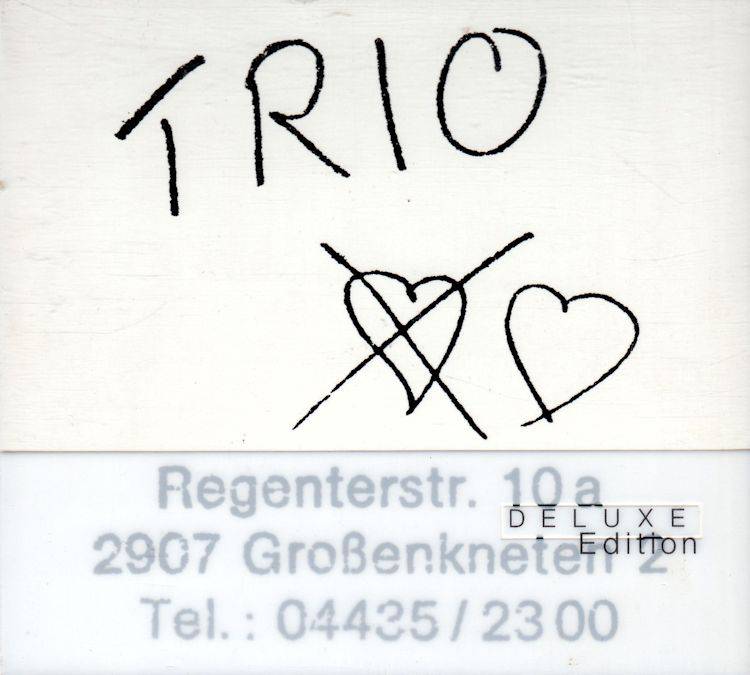 TRIO
Regenterstr. 10a
DELUXE
2907 Großenkneten 2
Edition
Tel.: 04435/2300